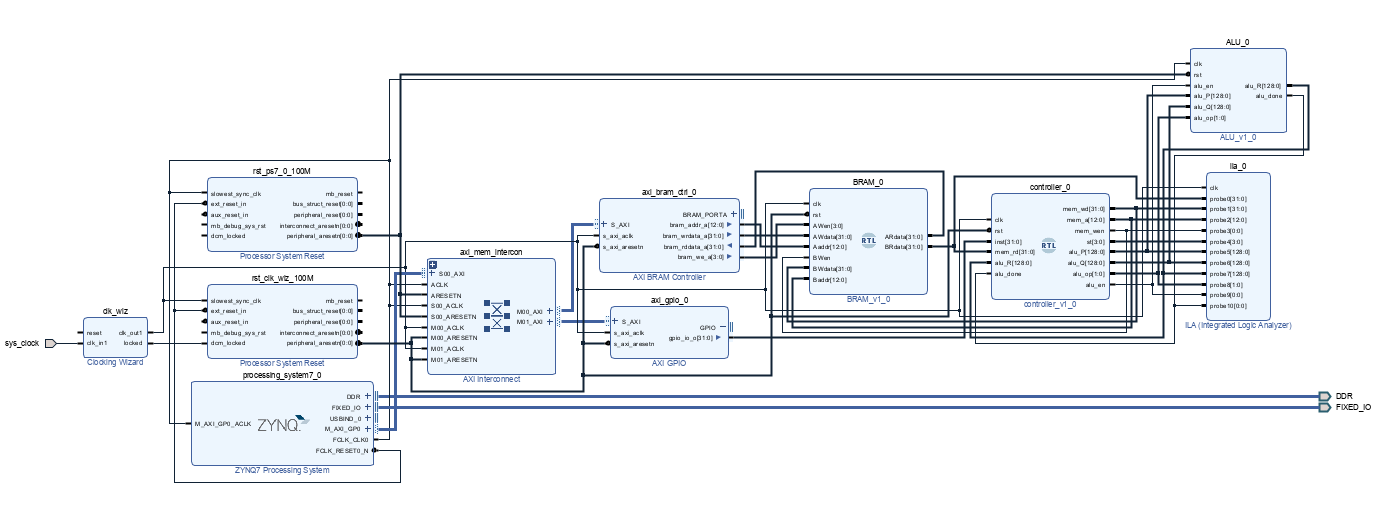 ALU_0
clk
rst
alu_en
alu_P[128:0]
alu_Q[128:0]
alu_op[1:0]
alu_R[128:0]
alu_done
ALU_v1_0
rst_ps7_0_100M
slowest_sync_clk
ext_reset_in
aux_reset_in
mb_debug_sys_rst
dcm_locked
mb_reset
bus_struct_reset[0:0]
peripheral_reset[0:0]
interconnect_aresetn[0:0]
peripheral_aresetn[0:0]
Processor System Reset
rst_clk_wiz_100M
slowest_sync_clk
ext_reset_in
aux_reset_in
mb_debug_sys_rst
dcm_locked
mb_reset
bus_struct_reset[0:0]
peripheral_reset[0:0]
interconnect_aresetn[0:0]
peripheral_aresetn[0:0]
Processor System Reset
sys_clock
clk_wiz
reset
clk_in1
clk_out1
locked
Clocking Wizard
processing_system7_0
M_AXI_GP0_ACLK
ZYNQ
DDR
FIXED_IO
USBIND_0
M_AXI_GP0
FCLK_CLK0
FCLK_RESET0_N
ZYNQ7 Processing System
axi_mem_intercon
S00_AXI
ACLK
ARESETN
S00_ACLK
S00_ARESETN
M00_ACLK
M00_ARESETN
M01_ACLK
M01_ARESETN
M00_AXI
M01_AXI
AXI Interconnect
axi_bram_ctrl_0
S_AXI
s_axi_aclk
s_axi_aresetn
BRAM_PORTA
bram_addr_a[12:0]
bram_wrdata_a[31:0]
bram_rddata_a[31:0]
bram_we_a[3:0]
AXI BRAM Controller
axi_gpio_0
S_AXI
s_axi_aclk
s_axi_aresetn
GPIO
gpio_io_o[31:0]
AXI GPIO
BRAM_0
clk
rst
AWen[3:0]
AWdata[31:0]
Aaddr[12:0]
BWen
BWdata[31:0]
Baddr[12:0]
RTL
ARdata[31:0]
BRdata[31:0]
BRAM_v1_0
controller_0
clk
rst
inst[31:0]
mem_rd[31:0]
alu_R[128:0]
alu_done
RTL
mem_wd[31:0]
mem_a[12:0]
mem_wen
st[3:0]
alu_P[128:0]
alu_Q[128:0]
alu_op[1:0]
alu_en
controller_v1_0
ila_0
clk
probe0[31:0]
probe1[31:0]
probe2[12:0]
probe3[0:0]
probe4[3:0]
probe5[128:0]
probe6[128:0]
probe7[128:0]
probe8[1:0]
probe9[0:0]
probe10[0:0]
ILA (Integrated Logic Analyzer)
DDR
FIXED_IO